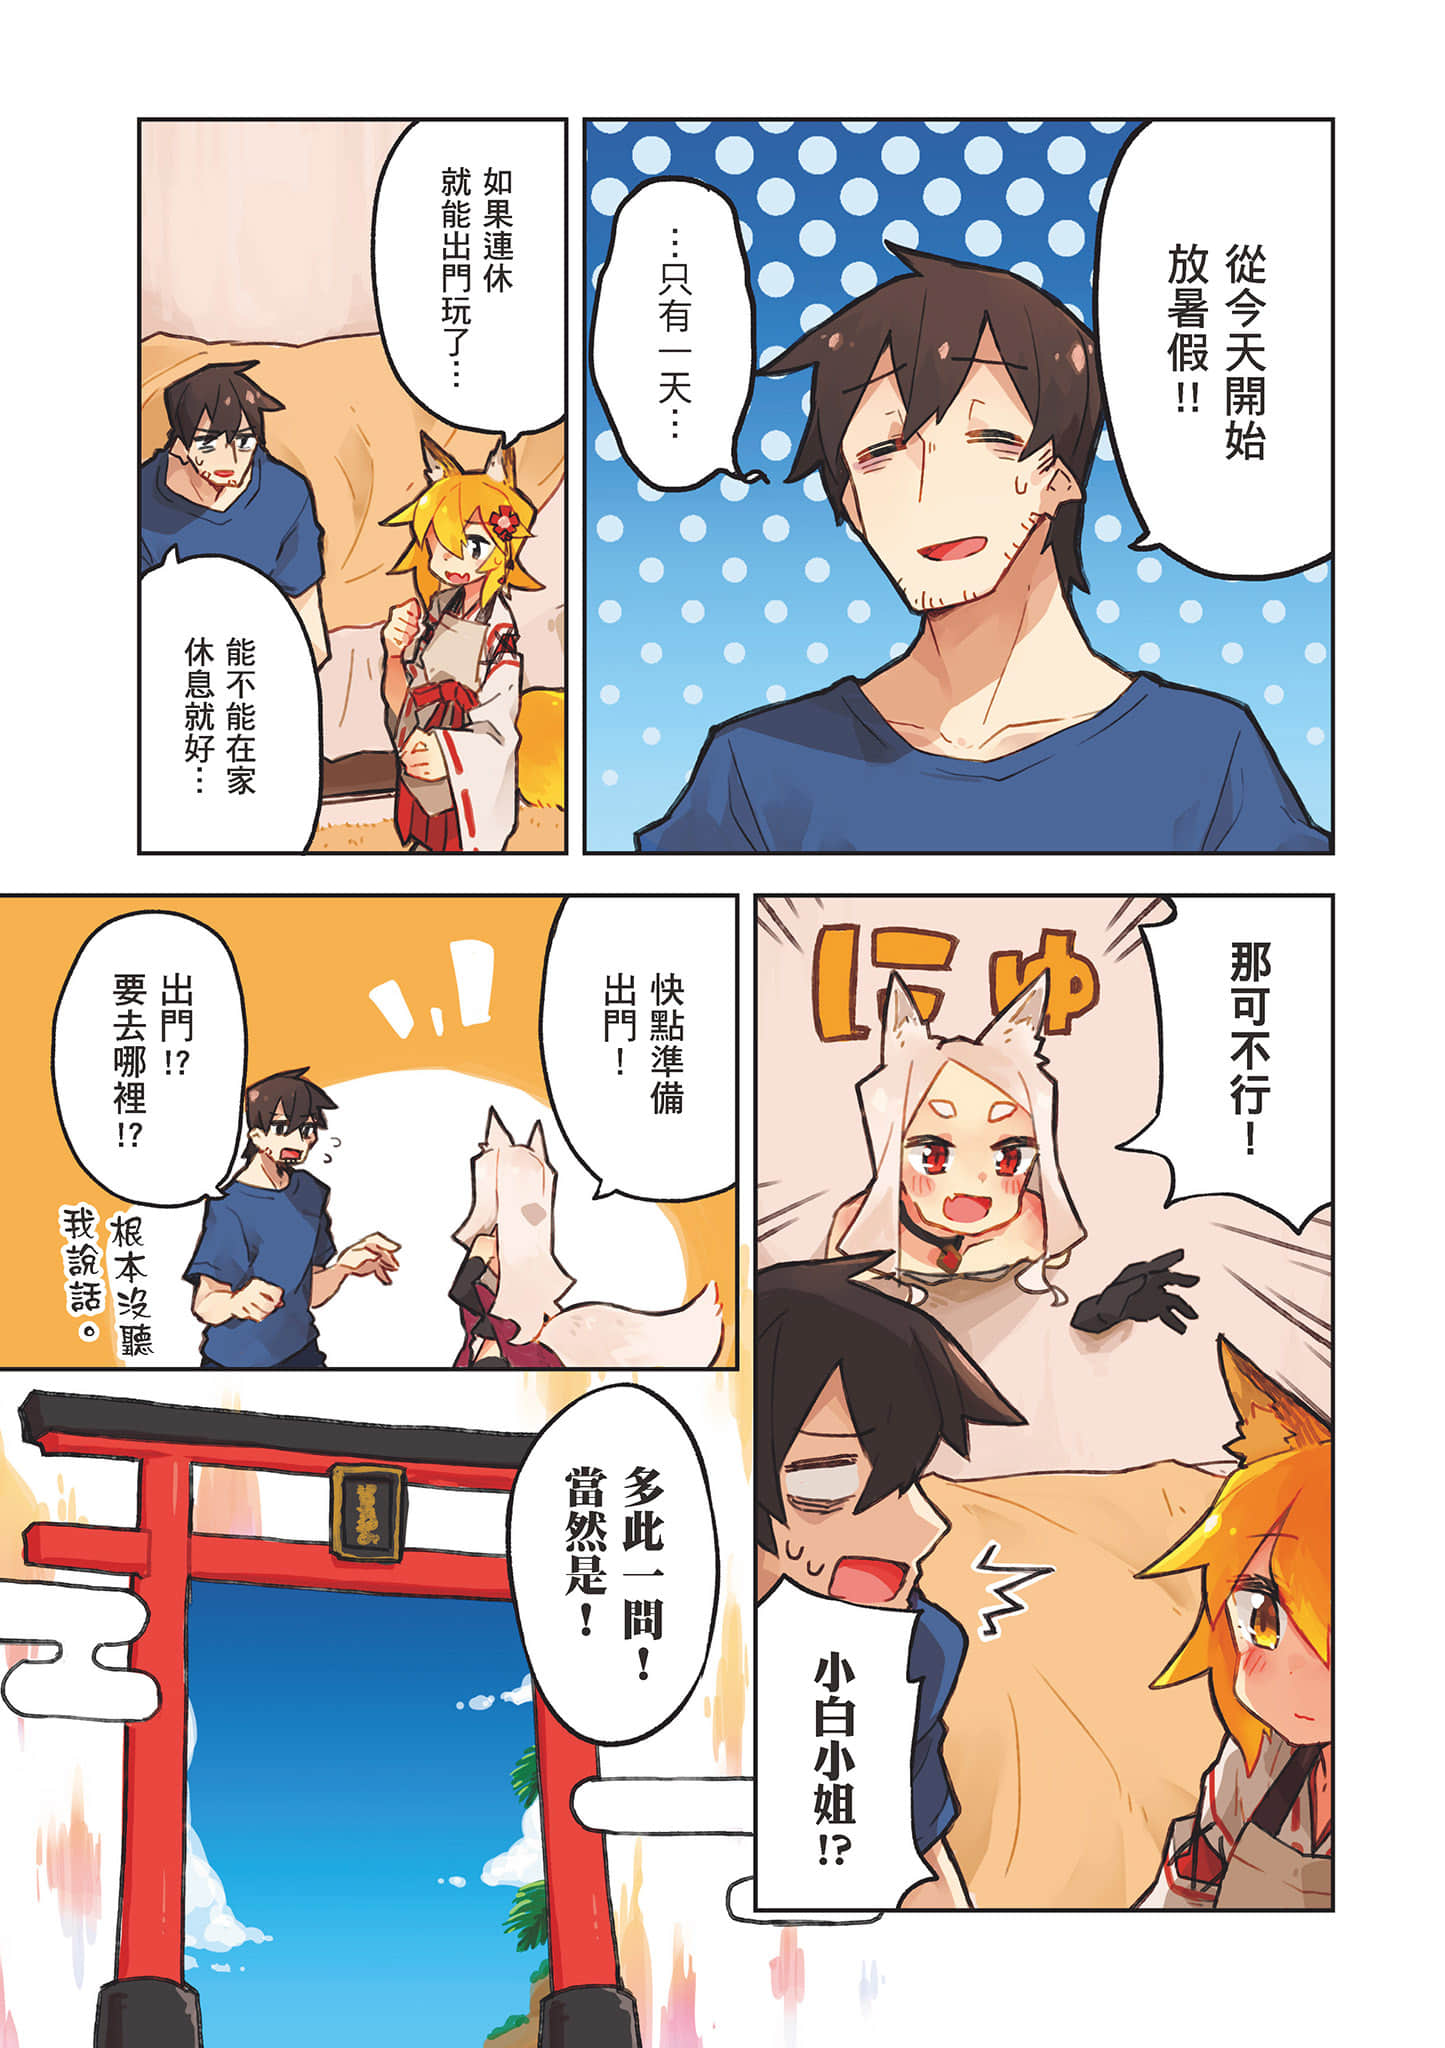 從今天開始
放暑假!!
…只有一天…
如果連休
就能出門玩了…
能不能在家
休息就好…
那可不行！
にゅ
小白小姐!?
快點準備
出門！
出門!?
要去哪裡!?
根本沒聽
我說話。
多此一問！
當然是！